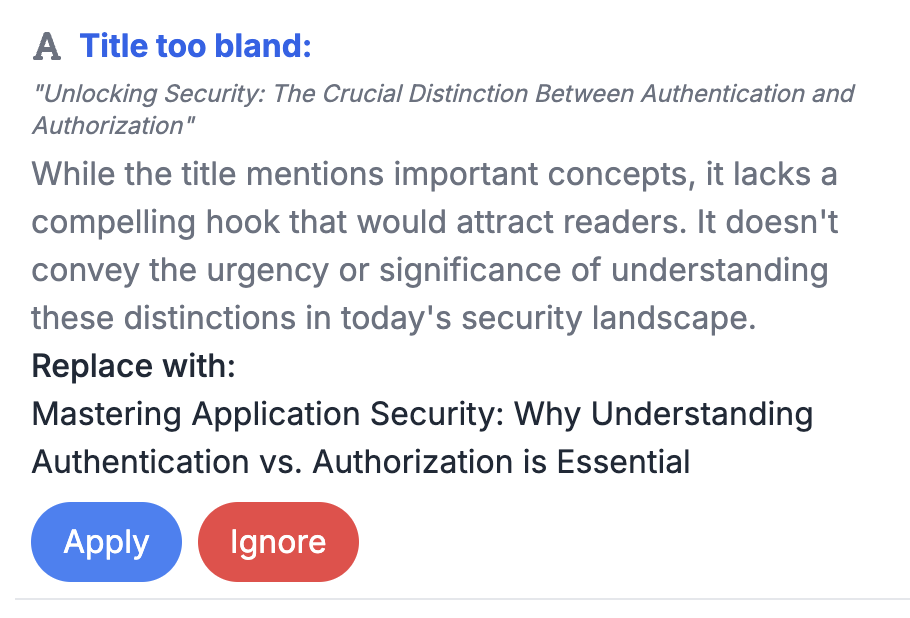 A Title too bland:
"Unlocking Security: The Crucial Distinction Between Authentication and
Authorization"
While the title mentions important concepts, it lacks a
compelling hook that would attract readers. It doesn't
convey the urgency or significance of understanding
these distinctions in today's security landscape.
Replace with:
Mastering Application Security: Why Understanding
Authentication vs. Authorization is Essential
Apply Ignore